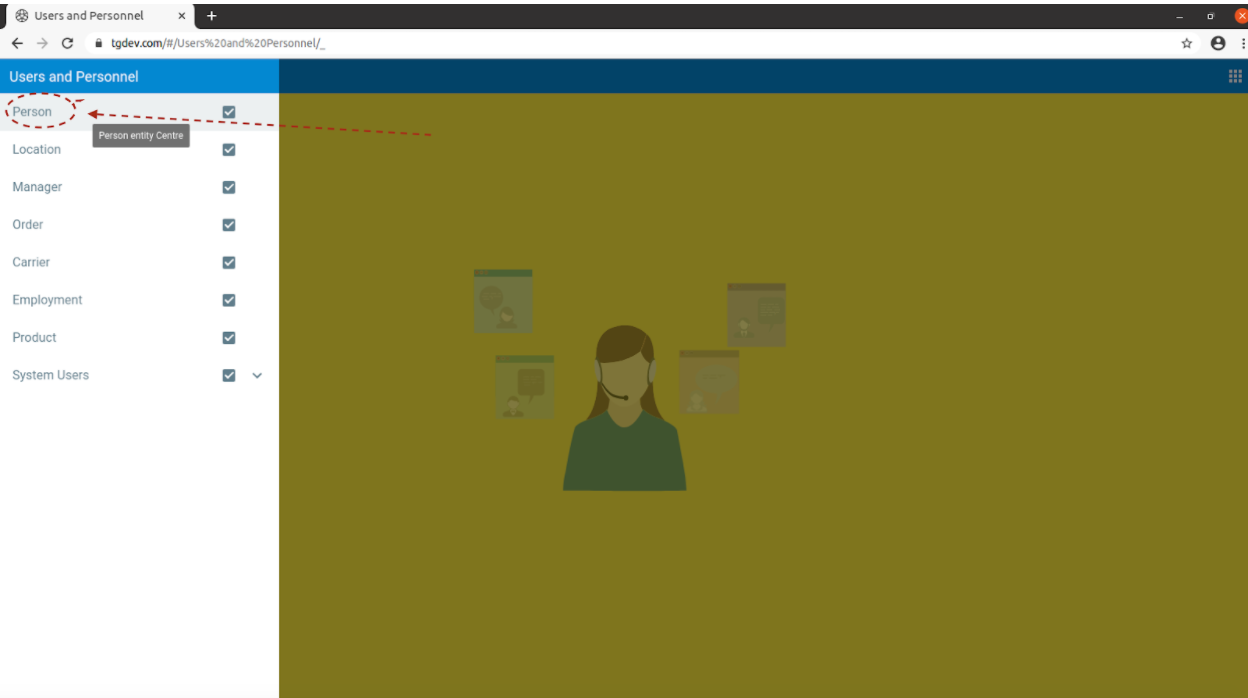 Users and Personnel
tgdev.com/#/Users%20and%20Personnel/_
Users and Personnel
Person
Person entity Centre
Location
Manager
Order
Carrier
Employment
Product
System Users